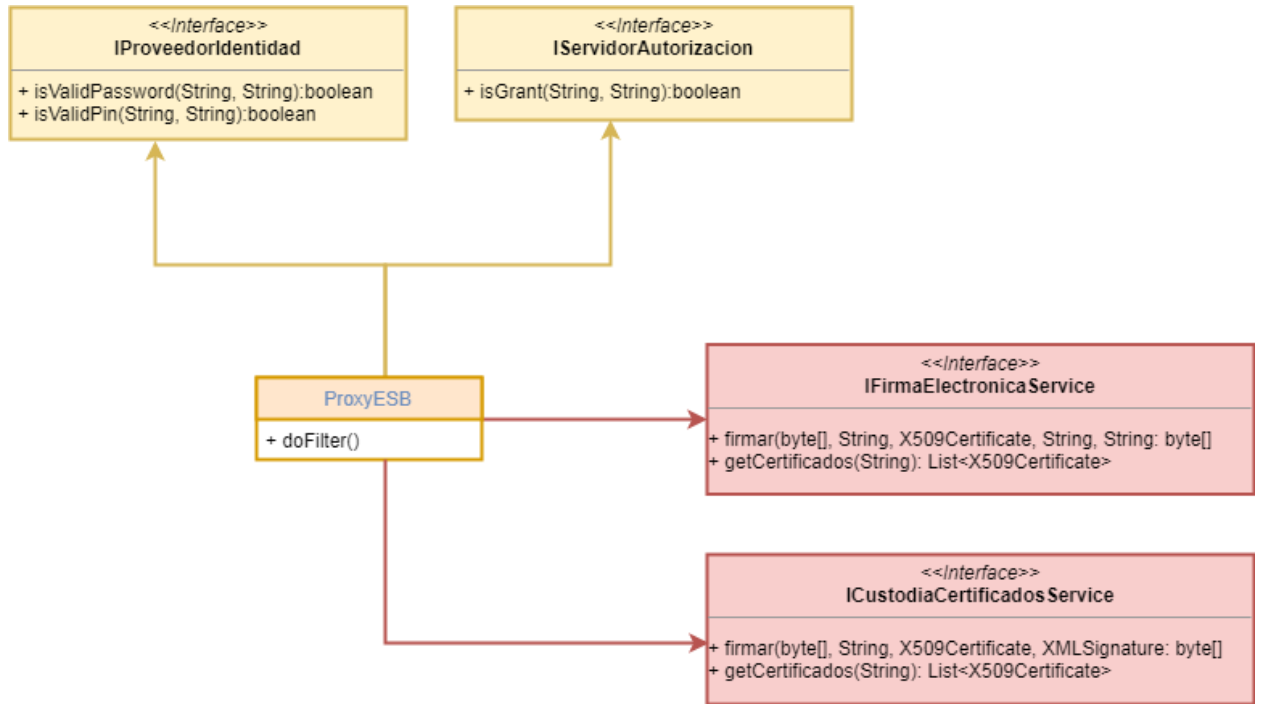 <<Interface>>
IProveedorIdentidad
+ isValidPassword(String, String):boolean
+ isValidPin(String, String):boolean
<<Interface>>
IServidorAutorizacion
+ isGrant(String, String):boolean
ProxyESB
+ doFilter()
<<Interface>>
IFirmaElectronicaService
+ firmar(byte[], String, X509Certificate, String, String: byte[]
+ getCertificados(String): List<X509Certificate>
<<Interface>>
ICustodiaCertificadosService
+ firmar(byte[], String, X509Certificate, XMLSignature: byte[]
+ getCertificados(String): List<X509Certificate>